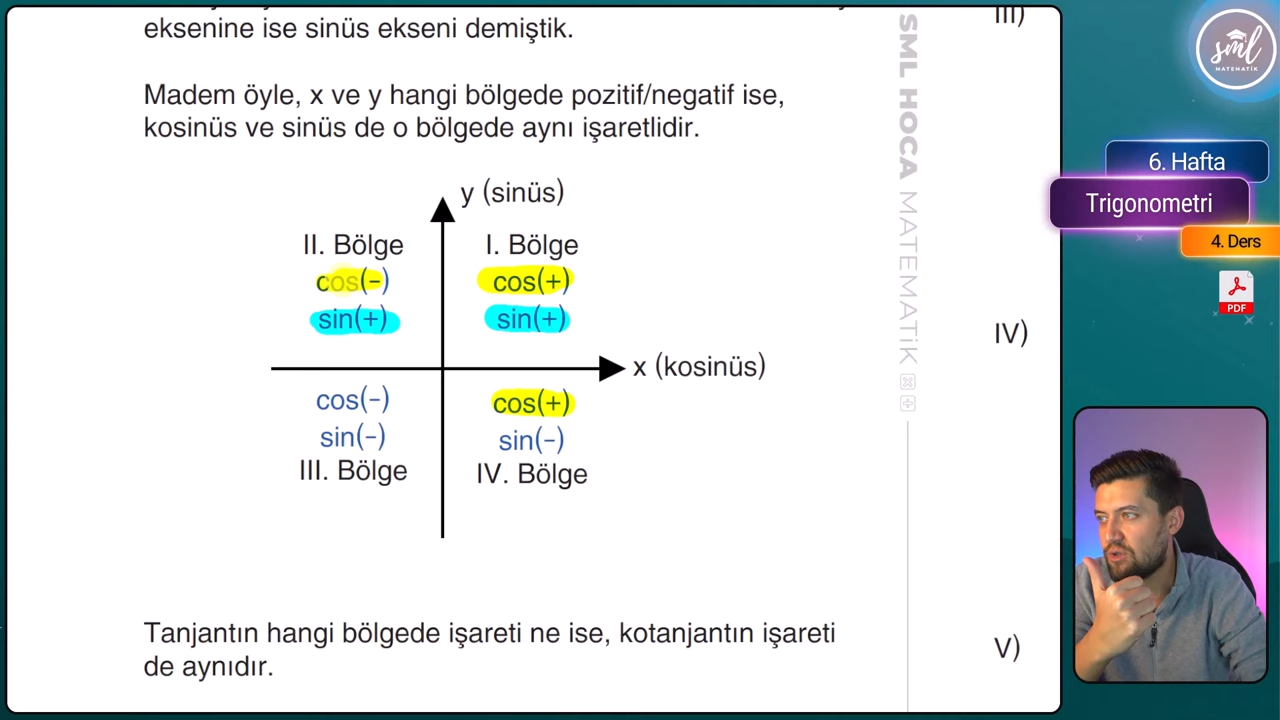 eksenine ise sinüs ekseni demiştik.
Madem öyle, x ve y hangi bölgede pozitif/negatif ise,
kosinüs ve sinüs de o bölgede aynı işaretlidir.
y (sinüs)
II. Bölge
I. Bölge
cos(-)
cos(+)
sin(+)
sin(+)
x (kosinüs)
cos(-)
cos(+)
sin(-)
sin(-)
III. Bölge
IV. Bölge
Tanjantın hangi bölgede işareti ne ise, kotanjantın işareti
de aynıdır.
SML HOCA MATEMATİK
III)
IV)
V)
sml
MATEMATİK
6. Hafta
Trigonometri
4. Ders
PDF